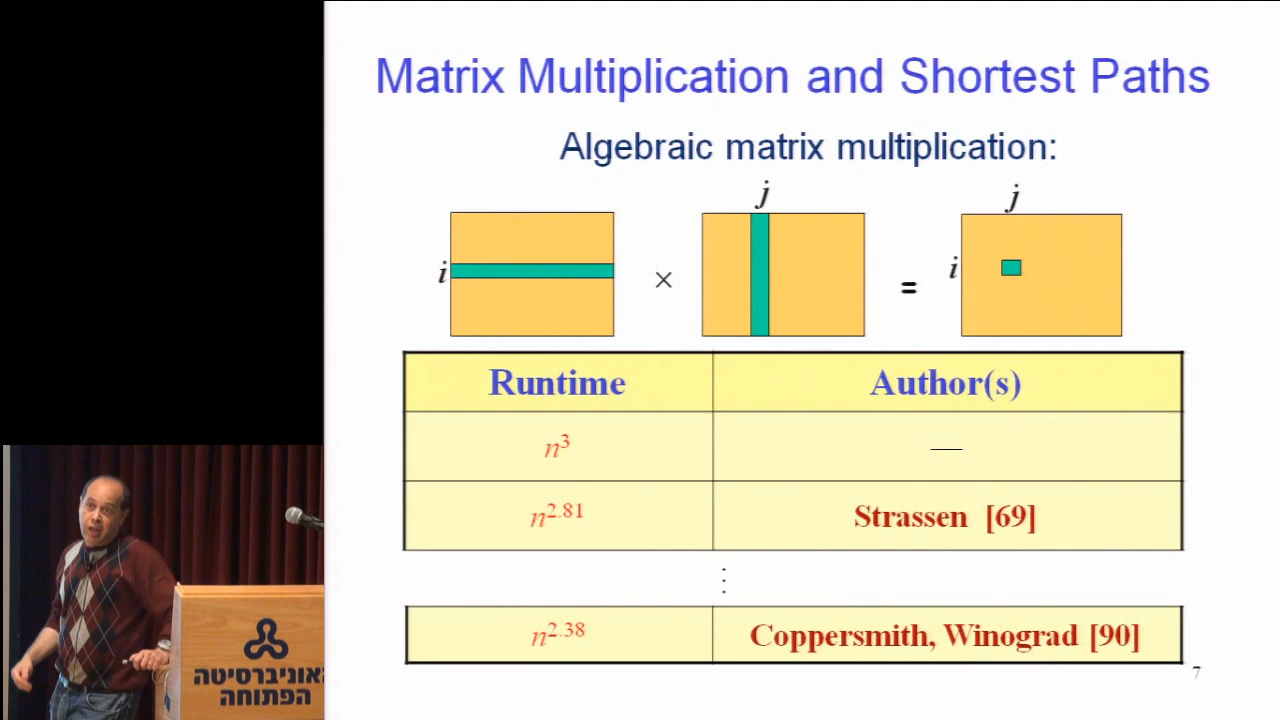 Matrix Multiplication and Shortest Paths
Algebraic matrix multiplication:
j
j
i
×
=
i
Runtime Author(s)
n³ —
n^2.81 Strassen [69]
⋮
n^2.38 Coppersmith, Winograd [90]
7
האוניברסיטה
הפתוחה